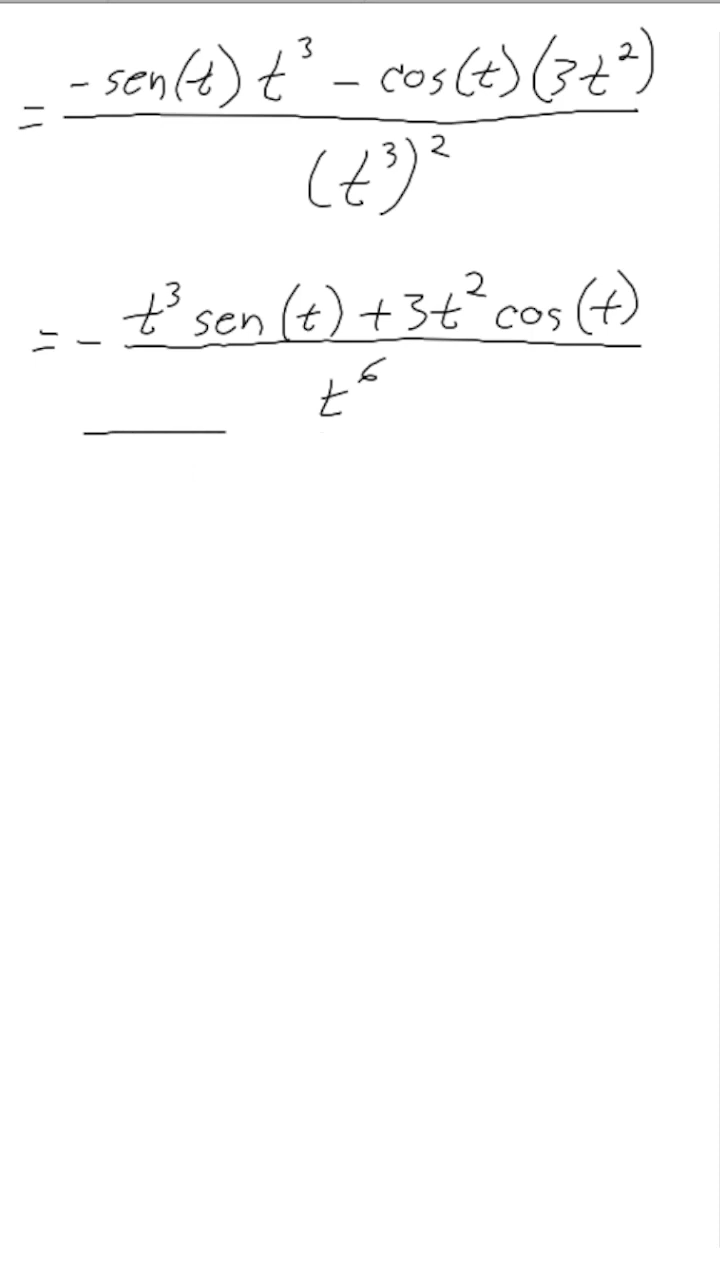 = (-sen(t) t³ - cos(t)(3t²)) / (t³)²
= - (t³ sen(t) + 3t² cos(t)) / t⁶